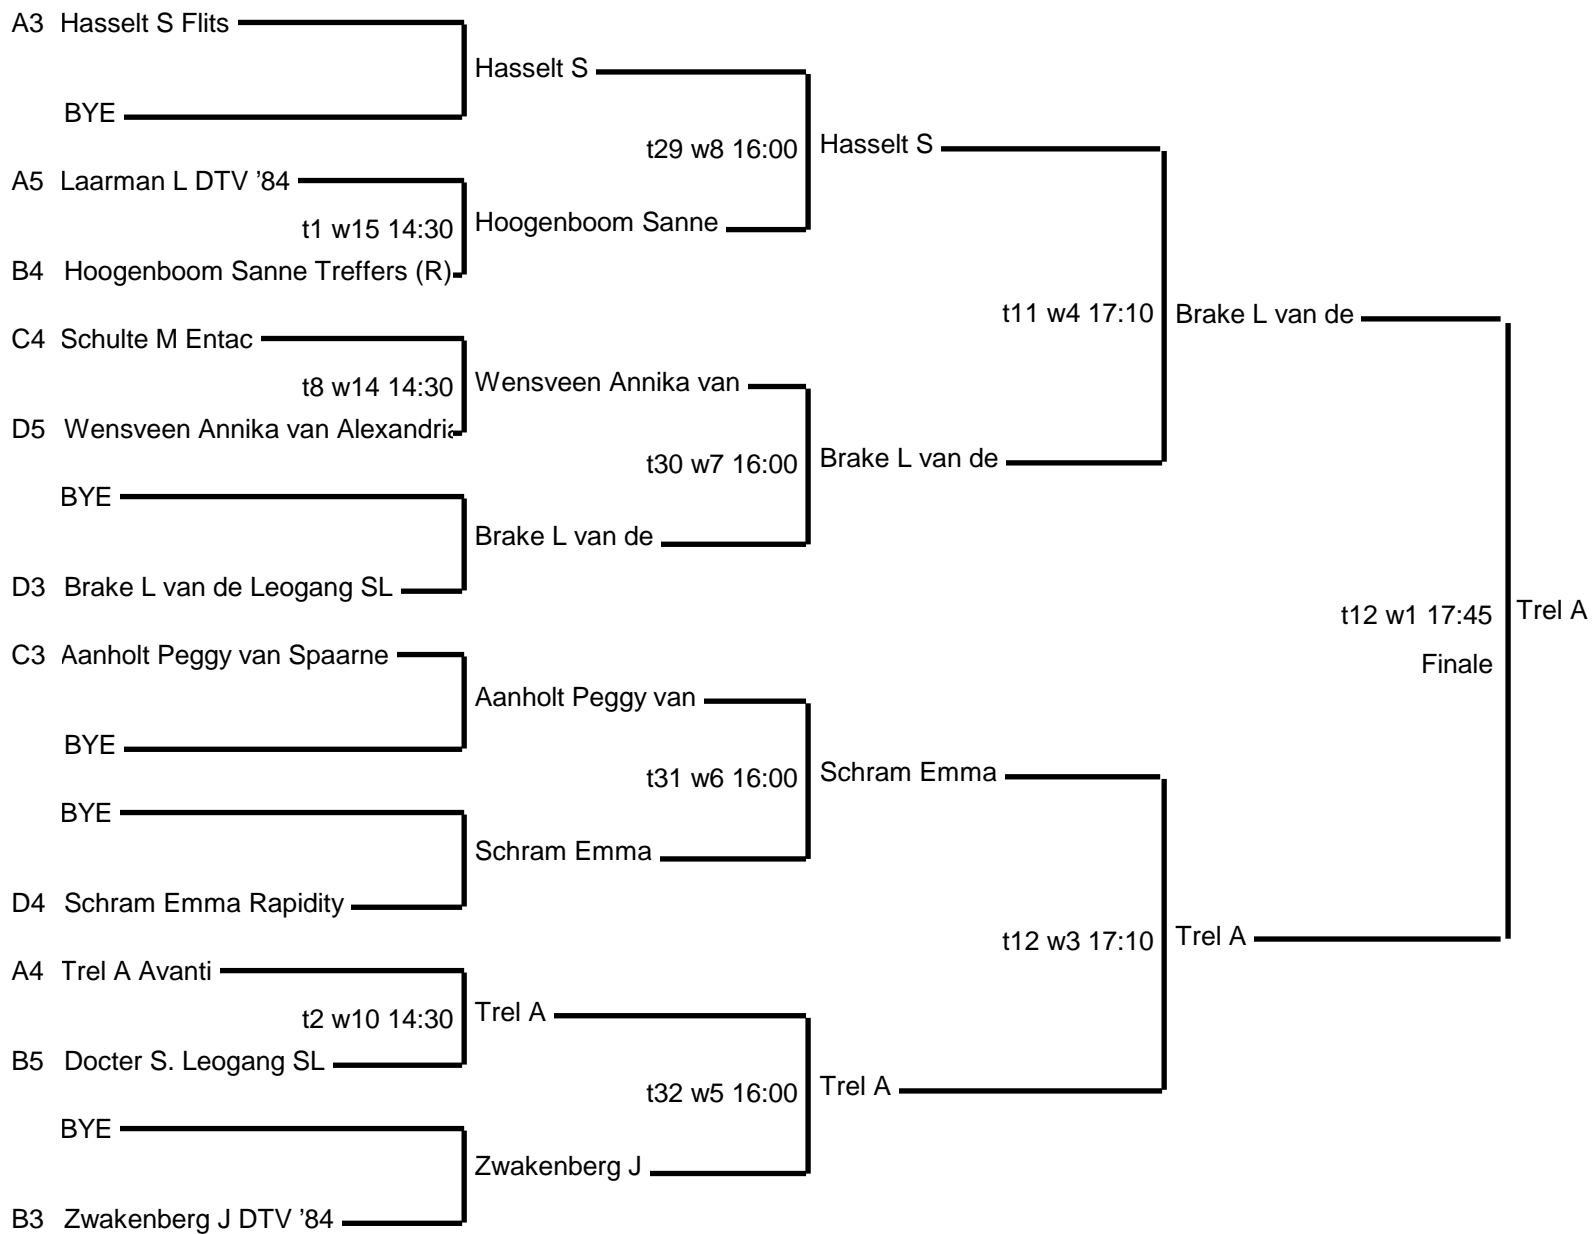 A3 Hasselt S Flits
Hasselt S
BYE
t29 w8 16:00
Hasselt S
A5 Laarman L DTV ’84
t1 w15 14:30
Hoogenboom Sanne
B4 Hoogenboom Sanne Treffers (R)
t11 w4 17:10
Brake L van de
C4 Schulte M Entac
t8 w14 14:30
Wensveen Annika van
D5 Wensveen Annika van Alexandria
t30 w7 16:00
Brake L van de
BYE
Brake L van de
D3 Brake L van de Leogang SL
t12 w1 17:45
Trel A
Finale
C3 Aanholt Peggy van Spaarne
Aanholt Peggy van
BYE
t31 w6 16:00
Schram Emma
BYE
Schram Emma
D4 Schram Emma Rapidity
t12 w3 17:10
Trel A
A4 Trel A Avanti
t2 w10 14:30
Trel A
B5 Docter S. Leogang SL
t32 w5 16:00
Trel A
BYE
Zwakenberg J
B3 Zwakenberg J DTV ’84